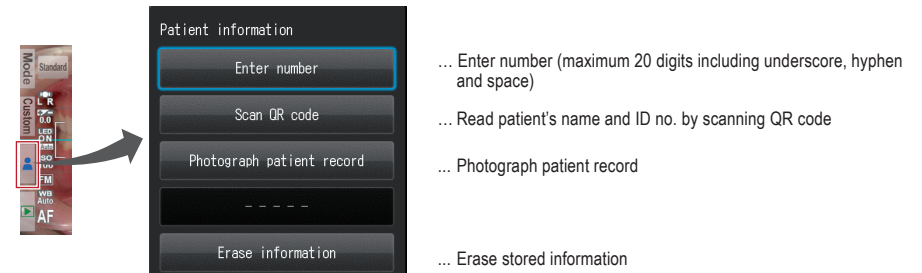 Patient information
Enter number
Scan QR code
Photograph patient record
- - - - -
Erase information
Mode
Standard
Custom
L R
0.0
LED
ON
Auto
ISO
FM
WB
Auto
AF
… Enter number (maximum 20 digits including underscore, hyphen
and space)
… Read patient’s name and ID no. by scanning QR code
... Photograph patient record
... Erase stored information